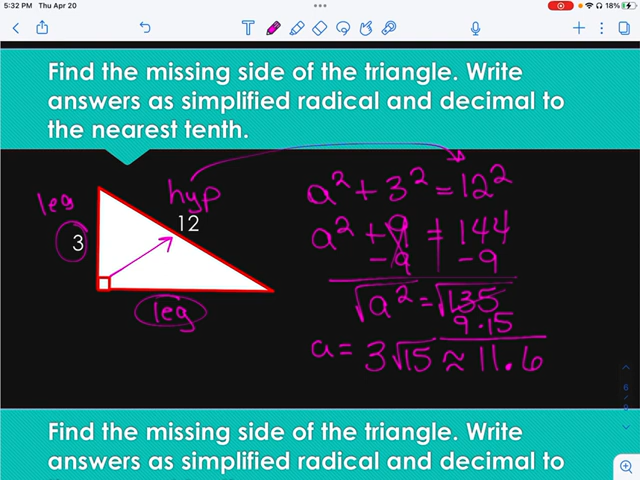 5:32 PM Thu Apr 20
18%
T
Find the missing side of the triangle. Write
answers as simplified radical and decimal to
the nearest tenth.
leg
hyp
12
3
leg
a² + 3² = 12²
a² + 9 = 144
-9 -9
√a² = √135
9·15
a = 3√15 ≈ 11.6
6
/
9
Find the missing side of the triangle. Write
answers as simplified radical and decimal to